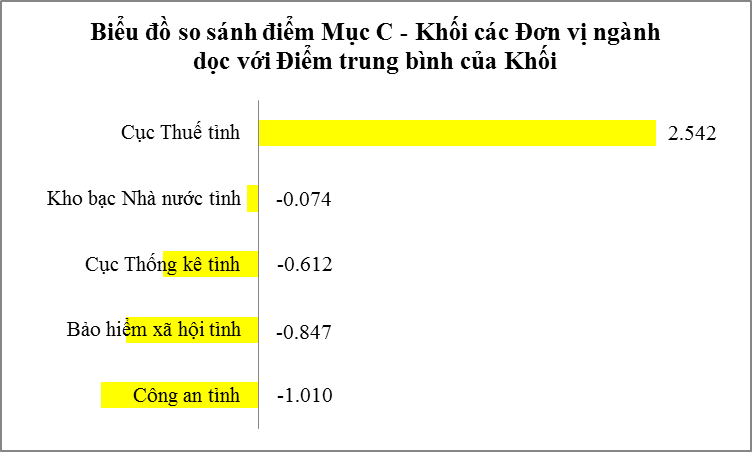 Biểu đồ so sánh điểm Mục C - Khối các Đơn vị ngành
dọc với Điểm trung bình của Khối
Cục Thuế tỉnh 2.542
Kho bạc Nhà nước tỉnh -0.074
Cục Thống kê tỉnh -0.612
Bảo hiểm xã hội tỉnh -0.847
Công an tỉnh -1.010